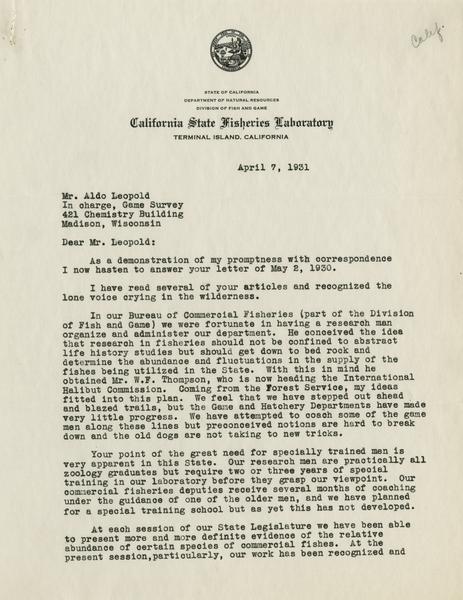 Calif.
STATE OF CALIFORNIA
DEPARTMENT OF NATURAL RESOURCES
DIVISION OF FISH AND GAME
California State Fisheries Laboratory
TERMINAL ISLAND, CALIFORNIA
April 7, 1931
Mr. Aldo Leopold
In charge, Game Survey
421 Chemistry Building
Madison, Wisconsin
Dear Mr. Leopold:
As a demonstration of my promptness with correspondence
I now hasten to answer your letter of May 2, 1930.
I have read several of your articles and recognized the
lone voice crying in the wilderness.
In our Bureau of Commercial Fisheries (part of the Division
of Fish and Game) we were fortunate in having a research man
organize and administer our department. He conceived the idea
that research in fisheries should not be confined to abstract
life history studies but should get down to bed rock and
determine the abundance and fluctuations in the supply of the
fishes being utilized in the State. With this in mind he
obtained Mr. W.F. Thompson, who is now heading the International
Halibut Commission. Coming from the Forest Service, my ideas
fitted into this plan. We feel that we have stepped out ahead
and blazed trails, but the Game and Hatchery Departments have made
very little progress. We have attempted to coach some of the game
men along these lines but preconceived notions are hard to break
down and the old dogs are not taking to new tricks.
Your point of the great need for specially trained men is
very apparent in this State. Our research men are practically all
zoology graduates but require two or three years of special
training in our laboratory before they grasp our viewpoint. Our
commercial fisheries deputies receive several months of coaching
under the guidance of one of the older men, and we have planned
for a special training school but as yet this has not developed.
At each session of our State Legislature we have been able
to present more and more definite evidence of the relative
abundance of certain species of commercial fishes. At the
present session,particularly, our work has been recognized and